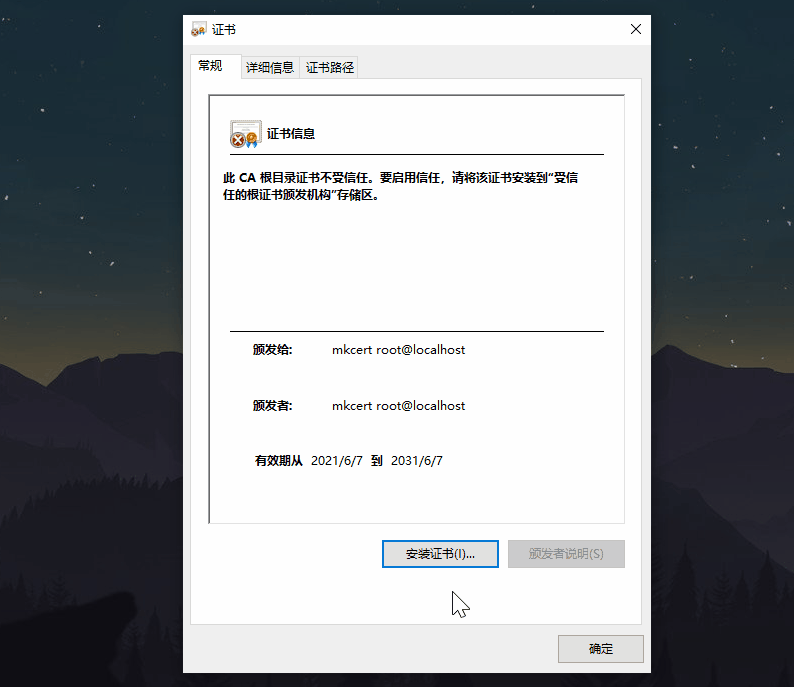 证书
常规
详细信息
证书路径
证书信息
此 CA 根目录证书不受信任。要启用信任，请将该证书安装到“受信
任的根证书颁发机构”存储区。
颁发给: mkcert root@localhost
颁发者: mkcert root@localhost
有效期从 2021/6/7 到 2031/6/7
安装证书(I)...
颁发者说明(S)
确定